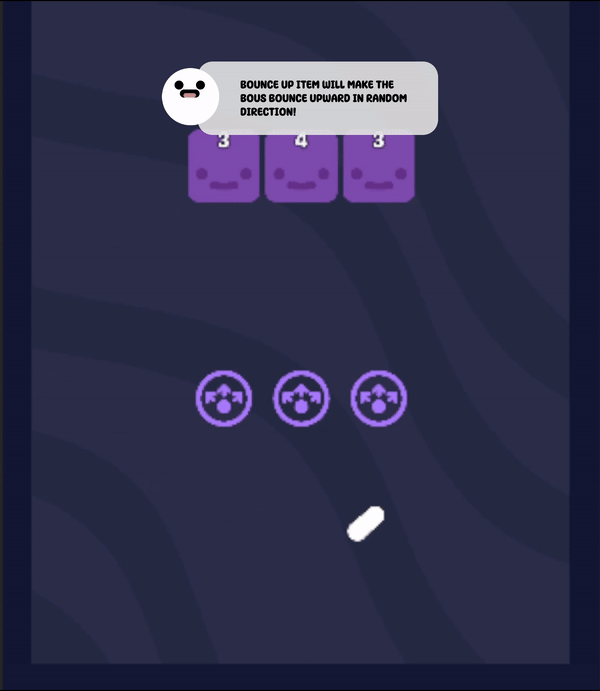 BOUNCE UP ITEM WILL MAKE THE
BOUS BOUNCE UPWARD IN RANDOM
DIRECTION!
3 4 3